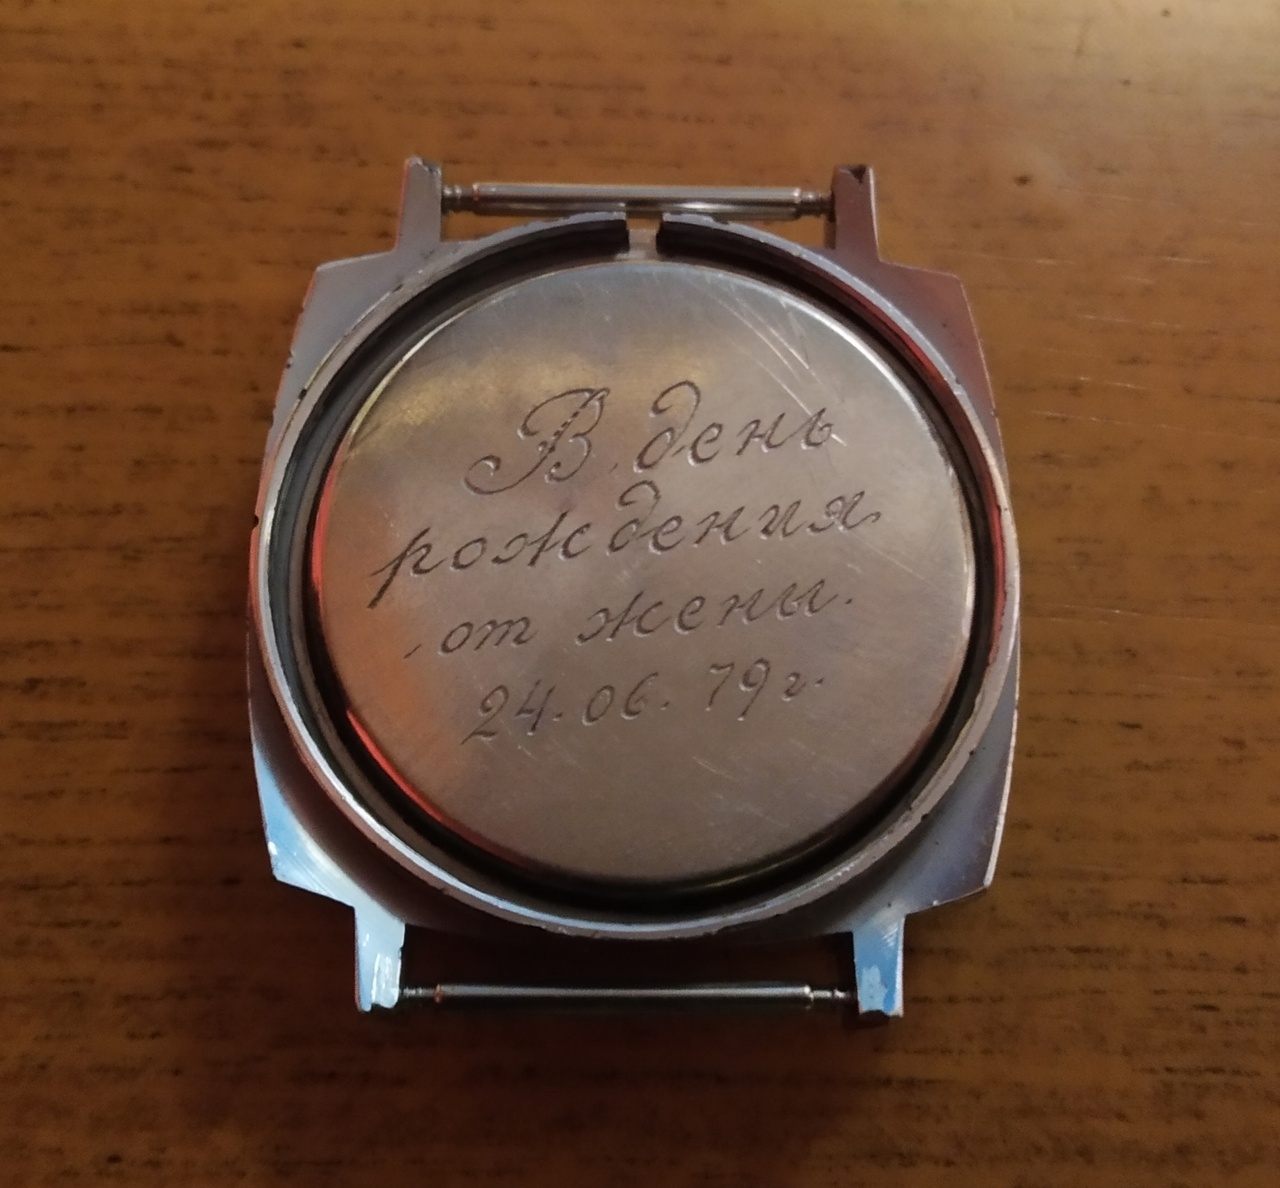 В день
рождения
от жены.
24.06.79г.